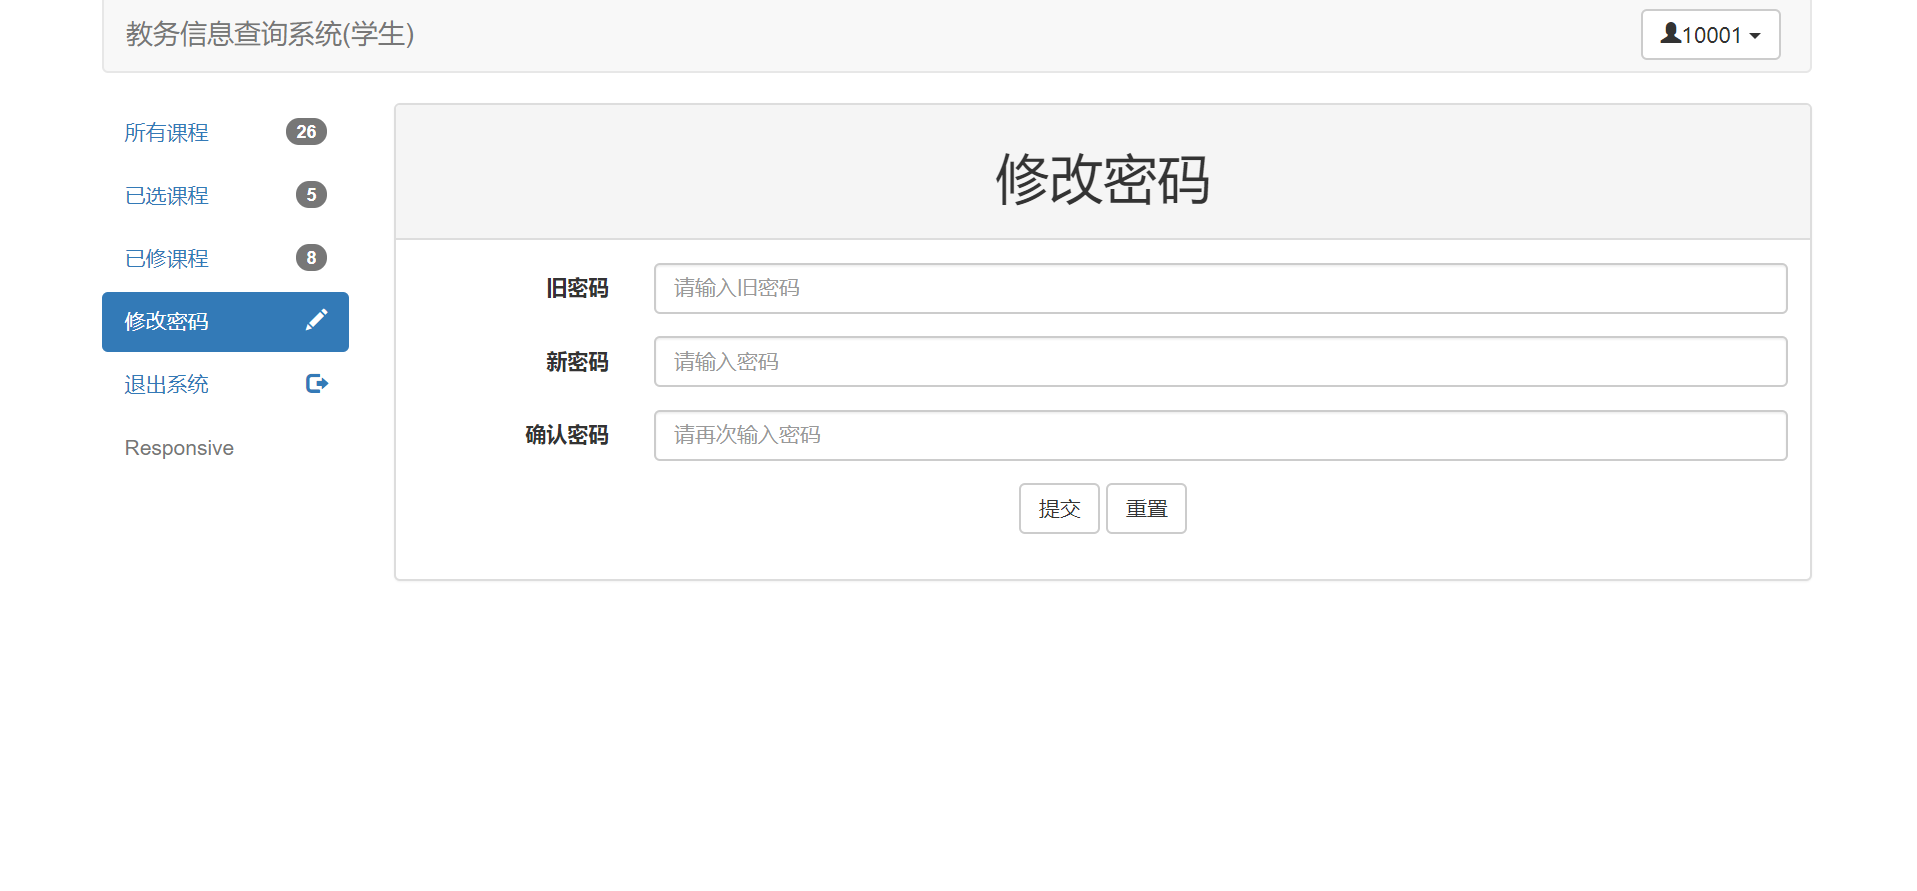 教务信息查询系统(学生)
10001
所有课程 26
已选课程 5
已修课程 8
修改密码
退出系统
Responsive
修改密码
旧密码 请输入旧密码
新密码 请输入密码
确认密码 请再次输入密码
提交 重置